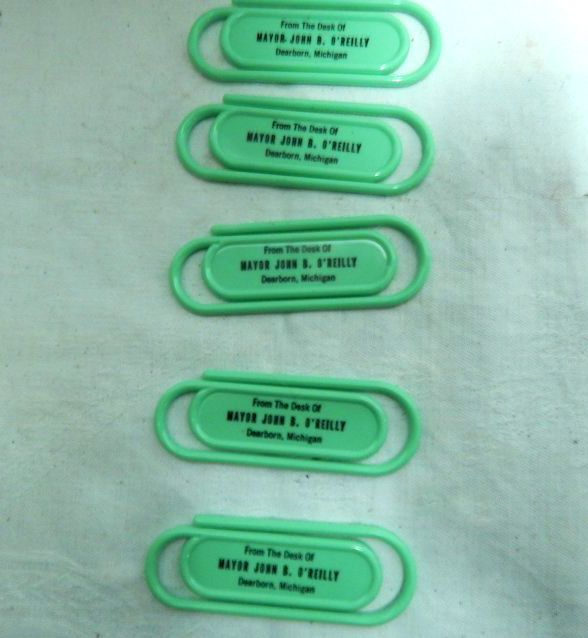 From The Desk Of
MAYOR JOHN B. O'REILLY
Dearborn, Michigan
From The Desk Of
MAYOR JOHN B. O'REILLY
Dearborn, Michigan
From The Desk Of
MAYOR JOHN B. O'REILLY
Dearborn, Michigan
From The Desk Of
MAYOR JOHN B. O'REILLY
Dearborn, Michigan
From The Desk Of
MAYOR JOHN B. O'REILLY
Dearborn, Michigan